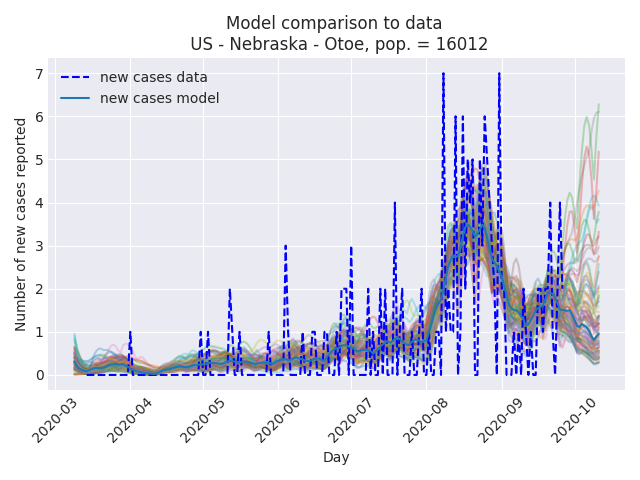 Model comparison to data
US - Nebraska - Otoe, pop. = 16012
new cases data
new cases model
Number of new cases reported
7
6
5
4
3
2
1
0
2020-03
2020-04
2020-05
2020-06
2020-07
2020-08
2020-09
2020-10
Day